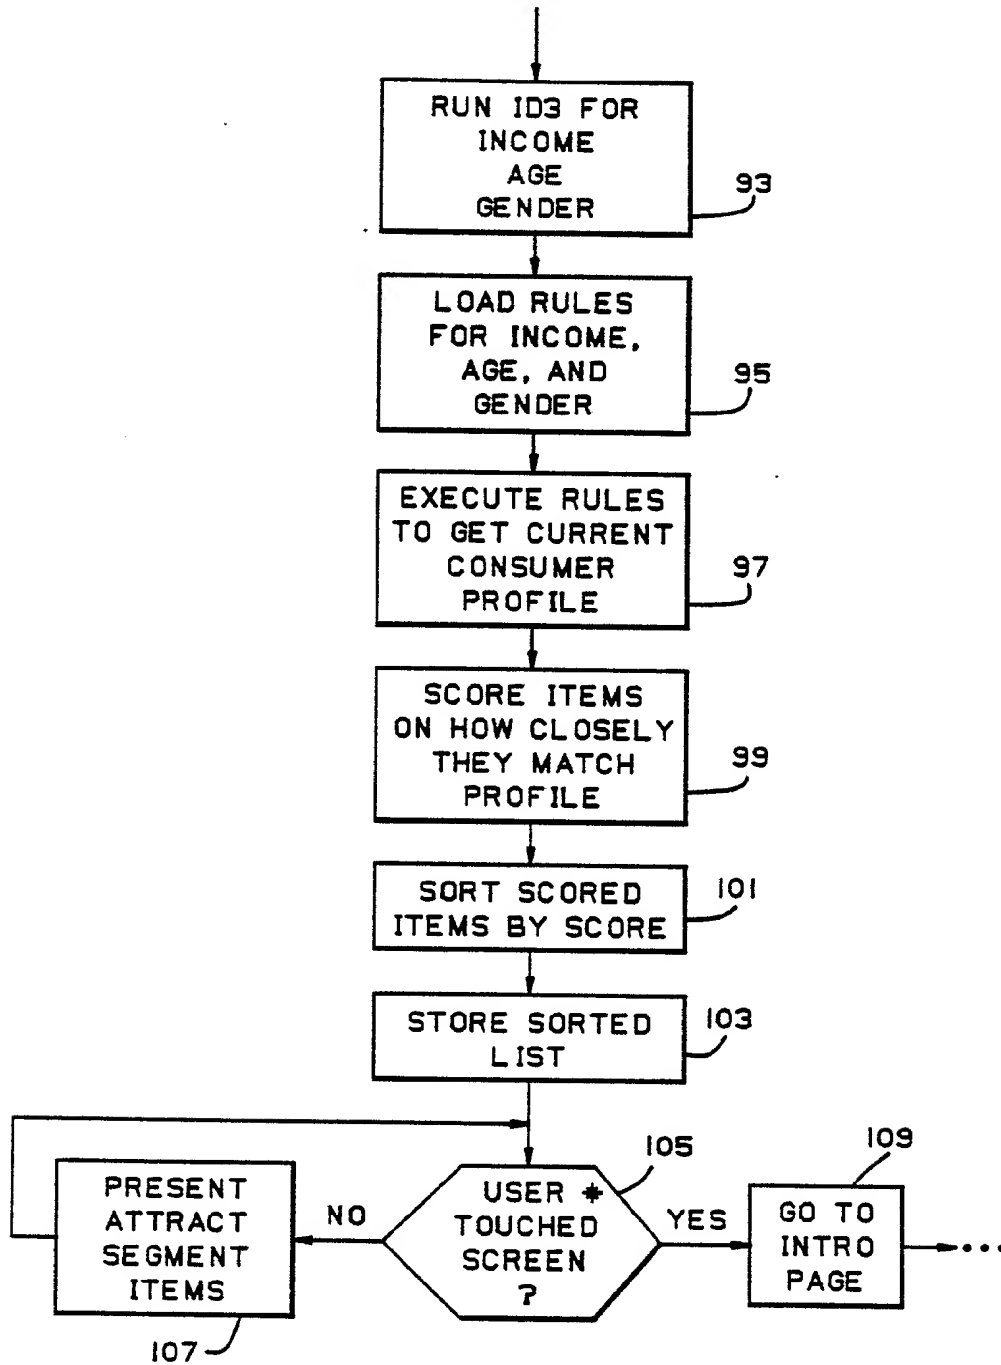 RUN ID3 FOR
INCOME
AGE
GENDER
93
LOAD RULES
FOR INCOME,
AGE, AND
GENDER
95
EXECUTE RULES
TO GET CURRENT
CONSUMER
PROFILE
97
SCORE ITEMS
ON HOW CLOSELY
THEY MATCH
PROFILE
99
SORT SCORED
ITEMS BY SCORE
101
STORE SORTED
LIST
103
USER *
TOUCHED
SCREEN
?
105
NO
PRESENT
ATTRACT
SEGMENT
ITEMS
107
YES
GO TO
INTRO
PAGE
109
•••